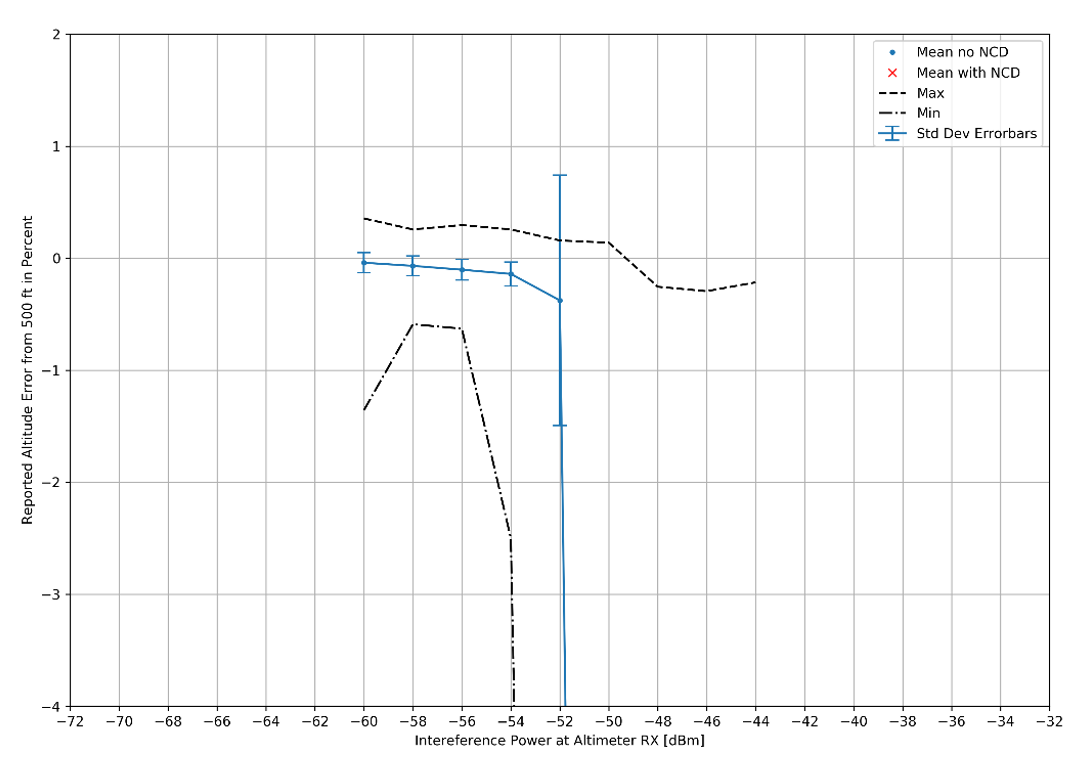 2
1
0
−1
−2
−3
−4
Reported Altitude Error from 500 ft in Percent
Mean no NCD
Mean with NCD
Max
Min
Std Dev Errorbars
−72 −70 −68 −66 −64 −62 −60 −58 −56 −54 −52 −50 −48 −46 −44 −42 −40 −38 −36 −34 −32
Intereference Power at Altimeter RX [dBm]